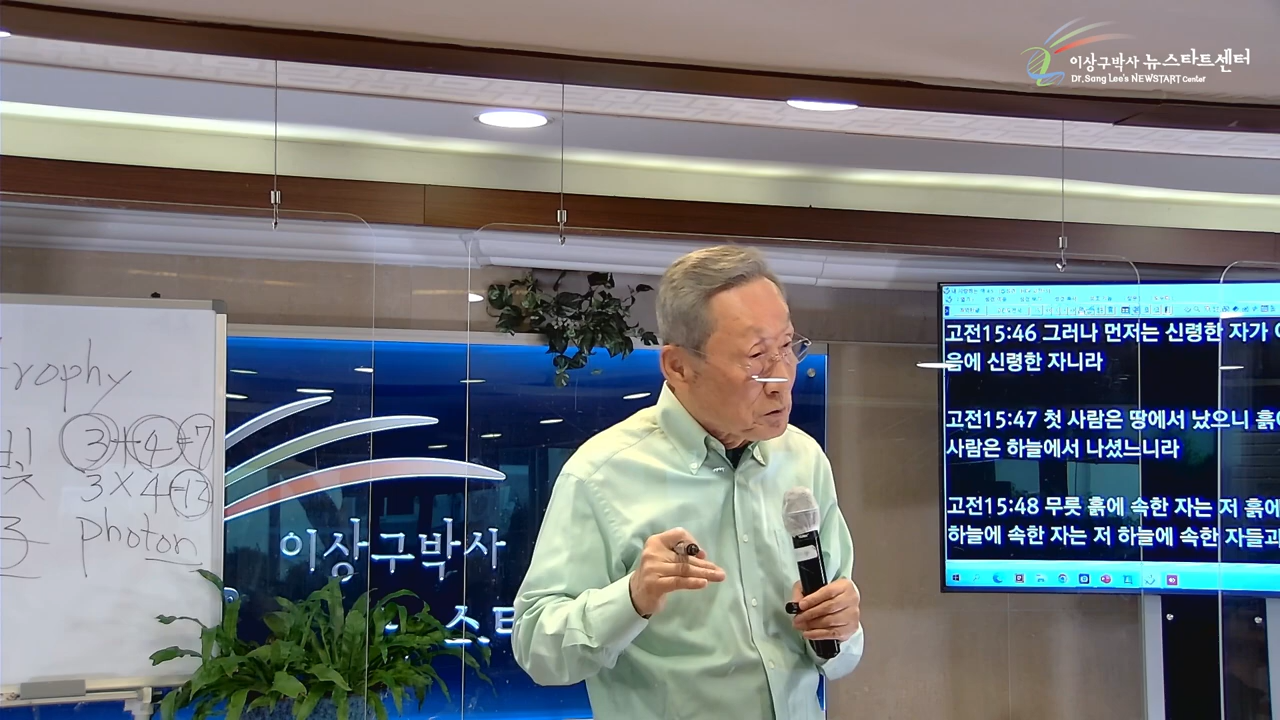 이상구박사 뉴스타트센터
Dr. Sang Lee's NEWSTART Center
rophy
빛 3+4=7
3×4=12
photon
이상구박사
스타
고전15:46 그러나 먼저는 신령한 자가
음에 신령한 자니라
고전15:47 첫 사람은 땅에서 났으니
사람은 하늘에서 나셨느니라
고전15:48 무릇 흙에 속한 자는 저 흙에
하늘에 속한 자는 저 하늘에 속한 자들과